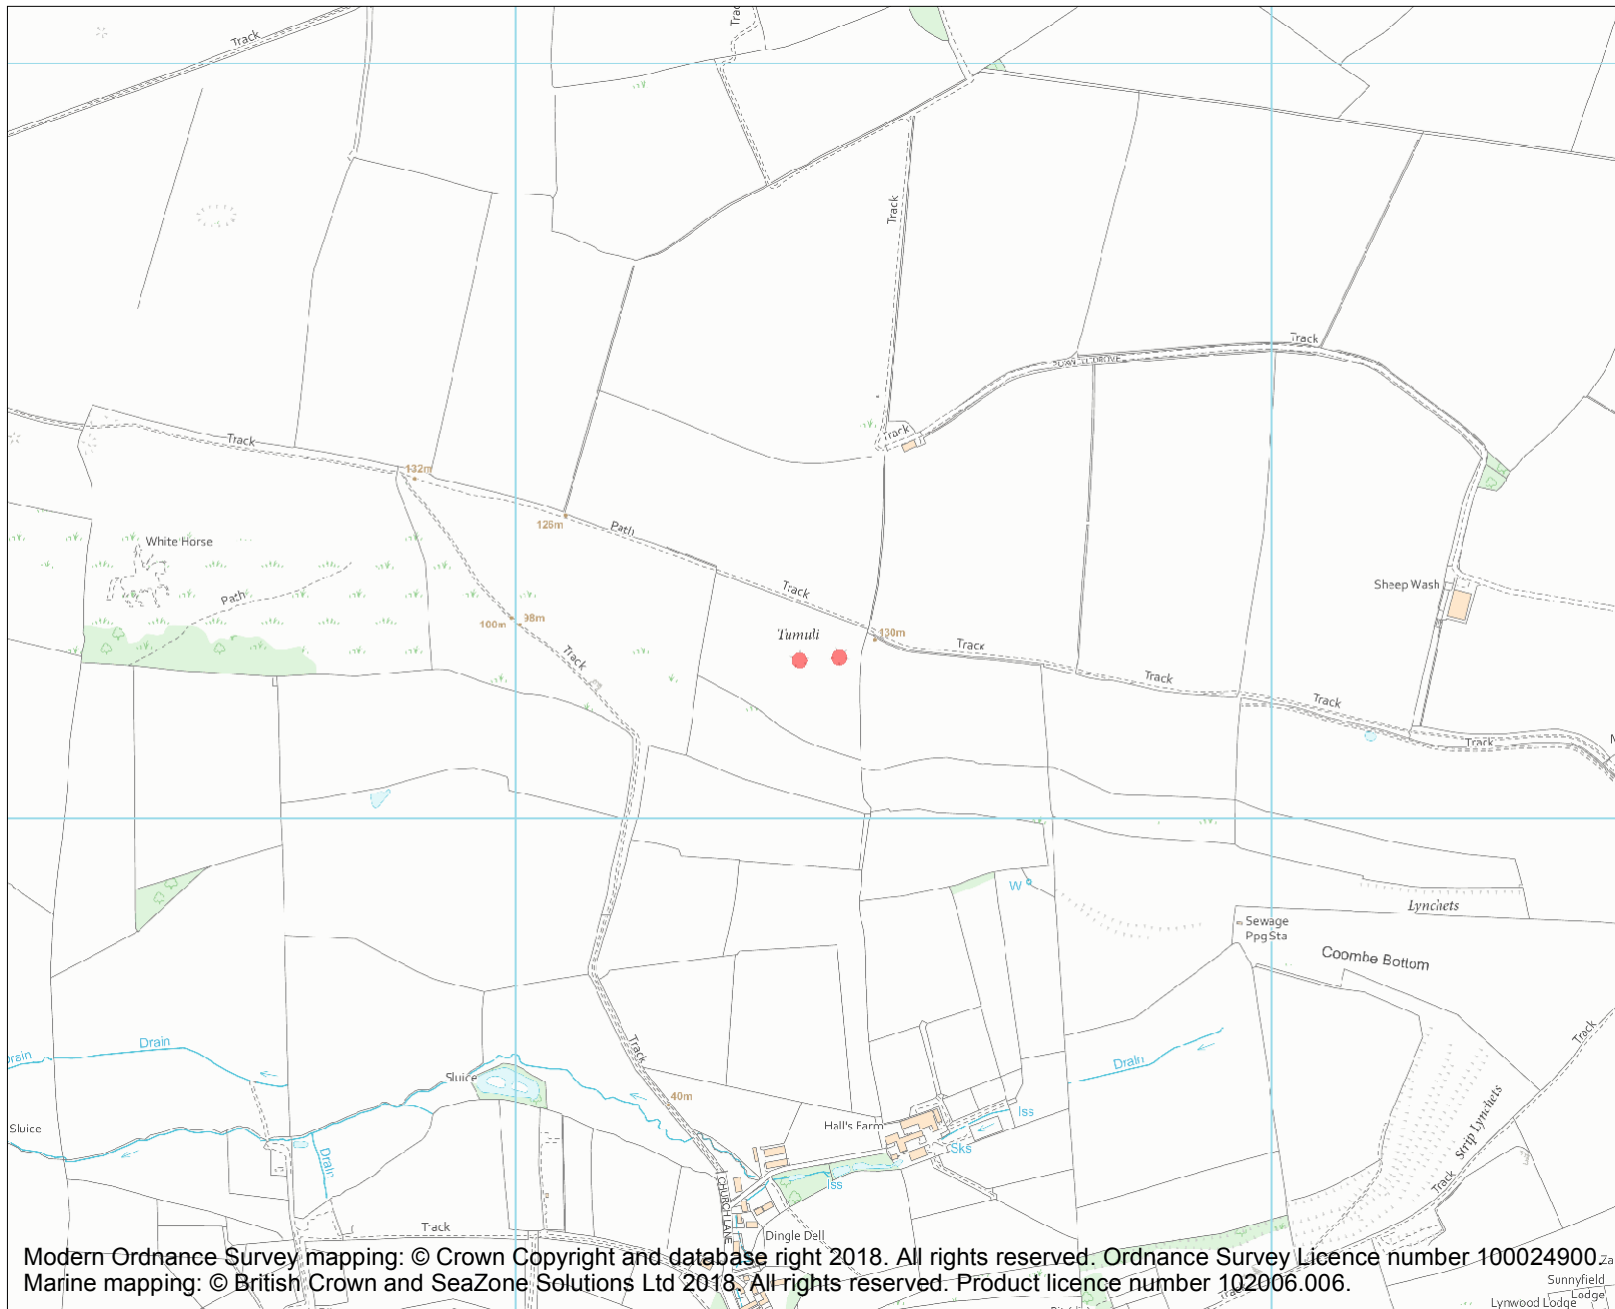 Track
Trac
Track
Track
Track
Track
132m
126m
Path
White Horse
Path
100m
98m
Track
Track
Tumuli
130m
Track
Sheep Wash
Track
Track
Track
W
Lynchets
Sewage
Ppg Sta
Coombe Bottom
Drain
Drain
Track
Track
Sluice
40m
Sluice
Drain
Hall's Farm
Iss
Sks
Iss
Strip Lynchets
Track
Track
CHURCH LANE
Dingle Dell
Modern Ordnance Survey mapping: © Crown Copyright and database right 2018. All rights reserved. Ordnance Survey Licence number 100024900.
Marine mapping: © British Crown and SeaZone Solutions Ltd 2018. All rights reserved. Product licence number 102006.006.
Sunnyfield
Lodge
Lynwood Lodge